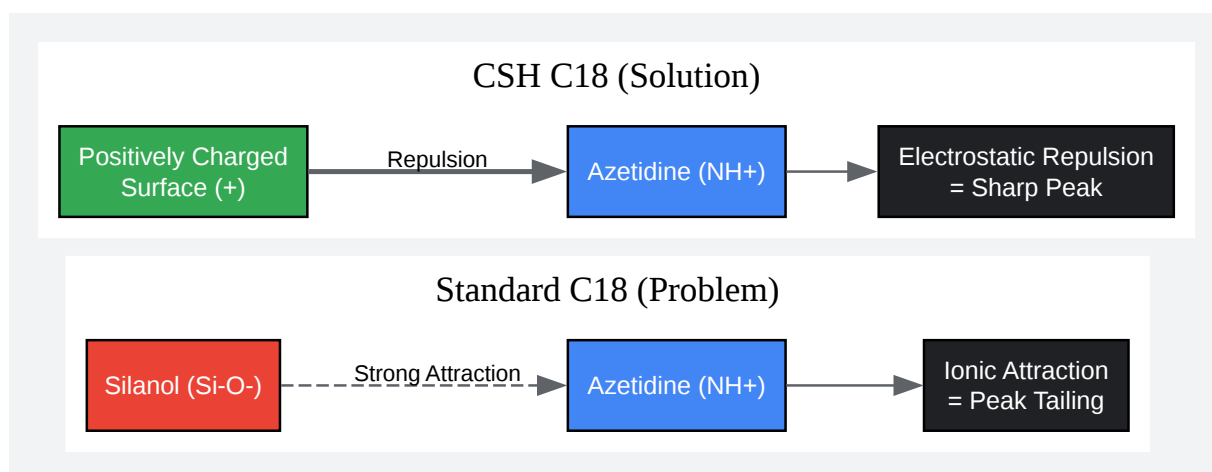 CSH C18 (Solution)
Positively Charged
Surface (+)
Repulsion
Azetidine (NH+)
Electrostatic Repulsion
= Sharp Peak
Standard C18 (Problem)
Silanol (Si-O-)
Strong Attraction
Azetidine (NH+)
Ionic Attraction
= Peak Tailing